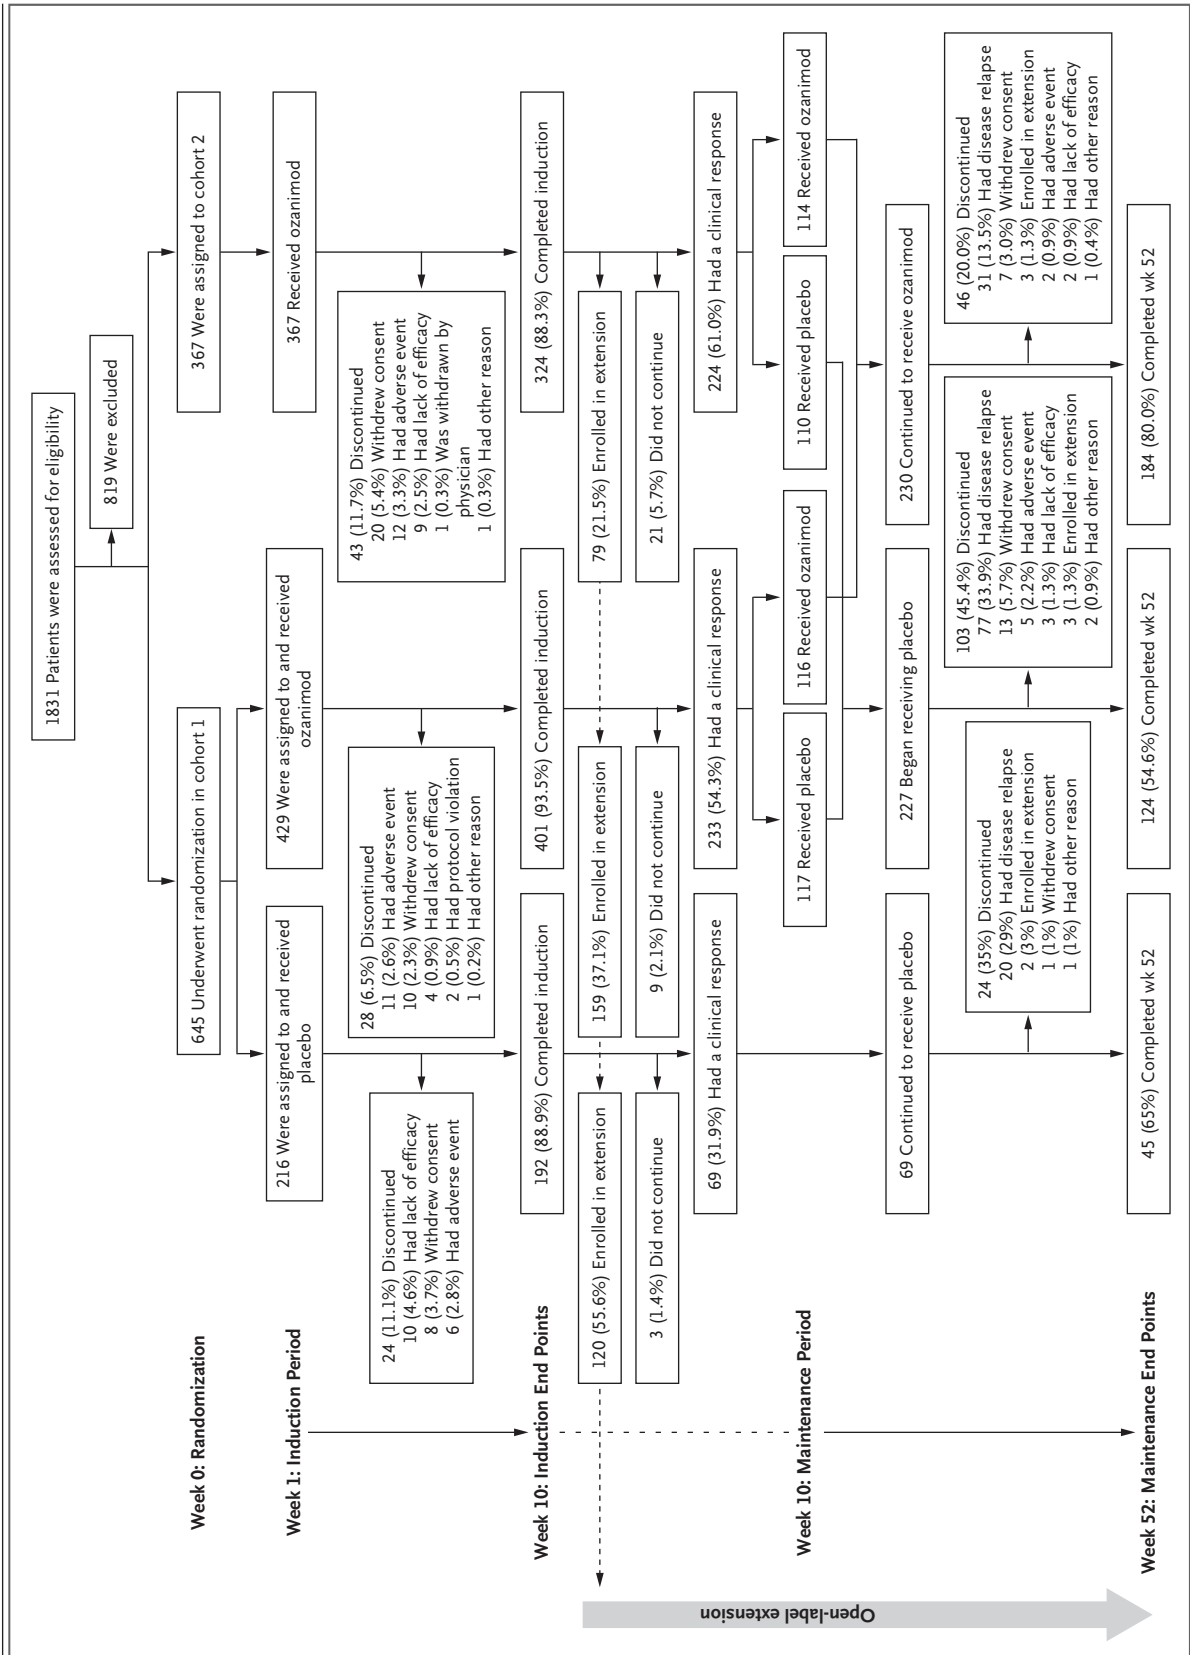 1831 Patients were assessed for eligibility
819 Were excluded
Week 0: Randomization
645 Underwent randomization in cohort 1
367 Were assigned to cohort 2
Week 1: Induction Period
216 Were assigned to and received
placebo
429 Were assigned to and received
ozanimod
367 Received ozanimod
24 (11.1%) Discontinued
10 (4.6%) Had lack of efficacy
8 (3.7%) Withdrew consent
6 (2.8%) Had adverse event
28 (6.5%) Discontinued
11 (2.6%) Had adverse event
10 (2.3%) Withdrew consent
4 (0.9%) Had lack of efficacy
2 (0.5%) Had protocol violation
1 (0.2%) Had other reason
43 (11.7%) Discontinued
20 (5.4%) Withdrew consent
12 (3.3%) Had adverse event
9 (2.5%) Had lack of efficacy
1 (0.3%) Was withdrawn by
physician
1 (0.3%) Had other reason
Week 10: Induction End Points
192 (88.9%) Completed induction
401 (93.5%) Completed induction
324 (88.3%) Completed induction
120 (55.6%) Enrolled in extension
159 (37.1%) Enrolled in extension
79 (21.5%) Enrolled in extension
3 (1.4%) Did not continue
9 (2.1%) Did not continue
21 (5.7%) Did not continue
69 (31.9%) Had a clinical response
233 (54.3%) Had a clinical response
224 (61.0%) Had a clinical response
Open-label extension
Week 10: Maintenance Period
117 Received placebo
116 Received ozanimod
110 Received placebo
114 Received ozanimod
69 Continued to receive placebo
227 Began receiving placebo
230 Continued to receive ozanimod
24 (35%) Discontinued
20 (29%) Had disease relapse
2 (3%) Enrolled in extension
1 (1%) Withdrew consent
1 (1%) Had other reason
103 (45.4%) Discontinued
77 (33.9%) Had disease relapse
13 (5.7%) Withdrew consent
5 (2.2%) Had adverse event
3 (1.3%) Had lack of efficacy
3 (1.3%) Enrolled in extension
2 (0.9%) Had other reason
46 (20.0%) Discontinued
31 (13.5%) Had disease relapse
7 (3.0%) Withdrew consent
3 (1.3%) Enrolled in extension
2 (0.9%) Had adverse event
2 (0.9%) Had lack of efficacy
1 (0.4%) Had other reason
Week 52: Maintenance End Points
45 (65%) Completed wk 52
124 (54.6%) Completed wk 52
184 (80.0%) Completed wk 52